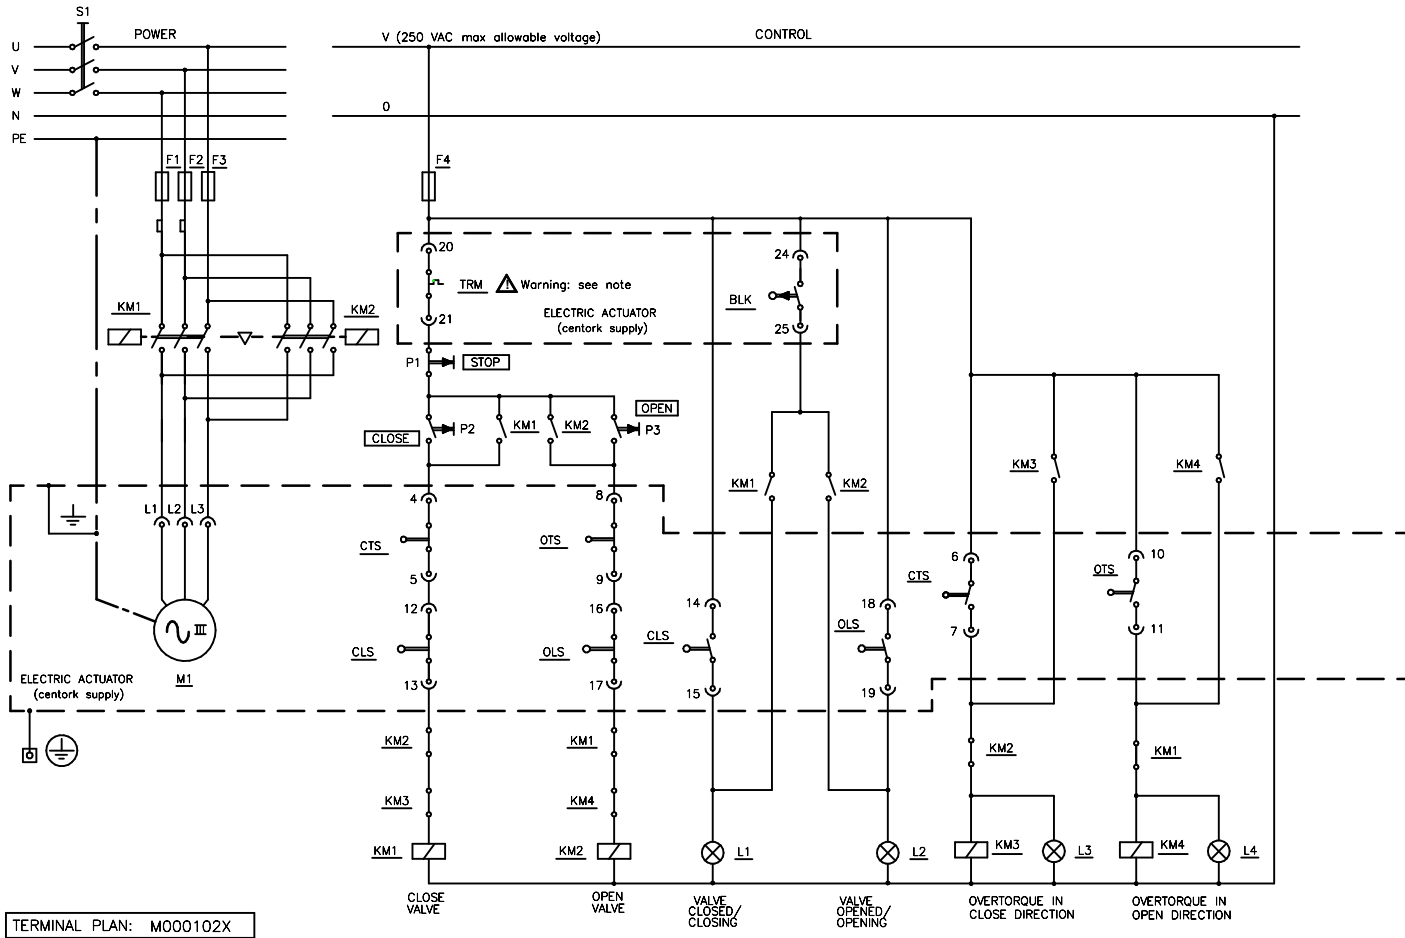 S1
POWER
V (250 VAC max allowable voltage)
CONTROL
U
V
W
N
O
PE
F1 F2 F3
F4
20
24
TRM
Warning: see note
BLK
ELECTRIC ACTUATOR
(centork supply)
21
25
KM1
KM2
P1
STOP
OPEN
CLOSE
P2
KM1
KM2
P3
KM3
KM4
KM1
KM2
L1 L2 L3
4
8
CTS
OTS
5
9
6
10
CTS
OTS
12
16
14
18
7
11
CLS
OLS
CLS
OLS
13
17
15
19
III
M1
ELECTRIC ACTUATOR
(centork supply)
KM2
KM1
KM2
KM1
KM3
KM4
KM1
KM2
L1
L2
KM3
L3
KM4
L4
CLOSE
VALVE
OPEN
VALVE
VALVE
CLOSED/
CLOSING
VALVE
OPENED/
OPENING
OVERTORQUE IN
CLOSE DIRECTION
OVERTORQUE IN
OPEN DIRECTION
TERMINAL PLAN: M000102X